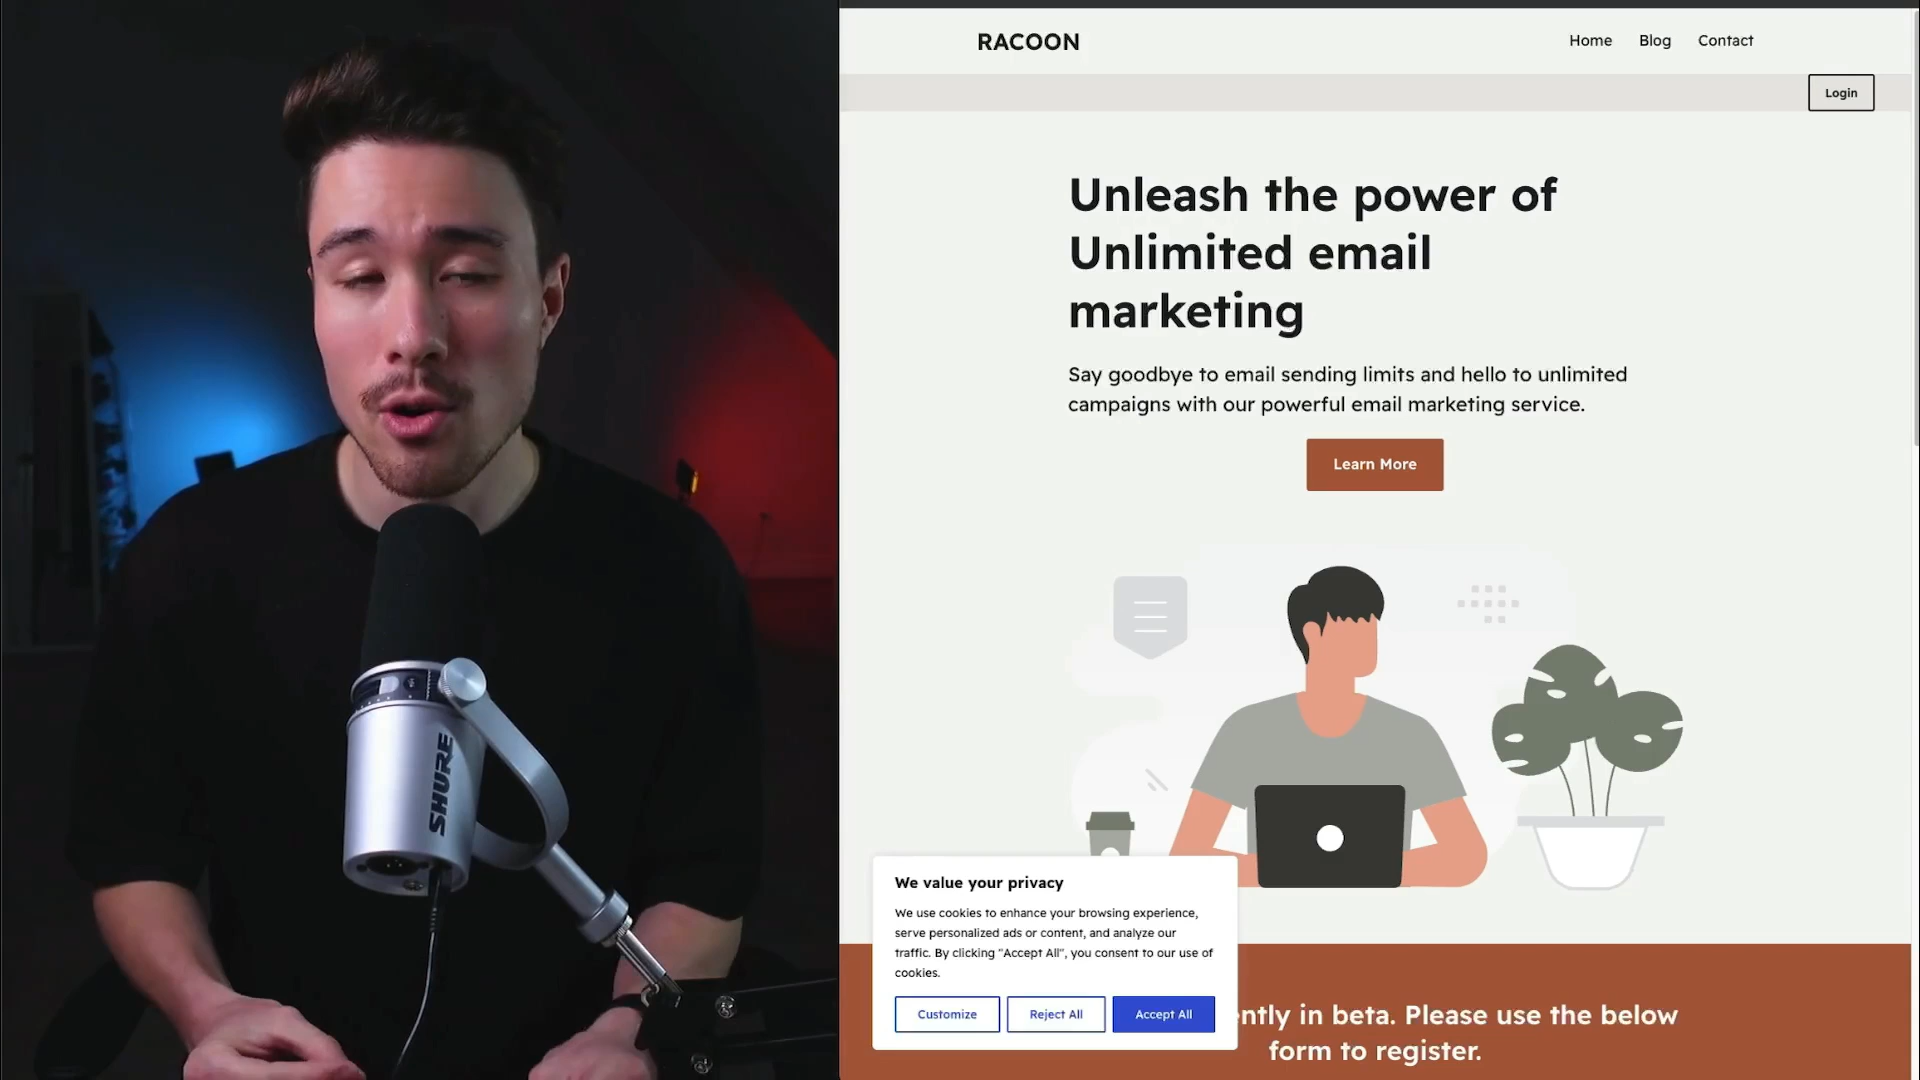 SHURE
RACOON
Home Blog Contact
Login
Unleash the power of
Unlimited email
marketing
Say goodbye to email sending limits and hello to unlimited
campaigns with our powerful email marketing service.
Learn More
We value your privacy
We use cookies to enhance your browsing experience,
serve personalized ads or content, and analyze our
traffic. By clicking "Accept All", you consent to our use of
cookies.
Customize Reject All Accept All
in beta. Please use the below
form to register.